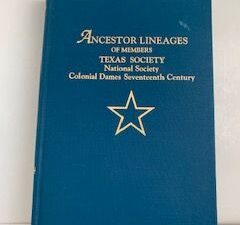 ANCESTOR LINEAGES
OF MEMBERS
TEXAS SOCIETY
National Society
Colonial Dames Seventeenth Century